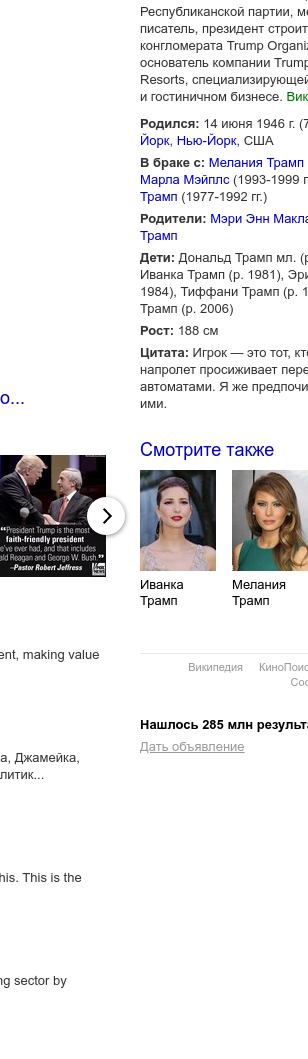 Республиканской партии, ме
писатель, президент строит
конгломерата Trump Organiz
основатель компании Trump
Resorts, специализирующей
и гостиничном бизнесе. Вик
Родился: 14 июня 1946 г. (7
Йорк, Нью-Йорк, США
В браке с: Мелания Трамп
Марла Мэйплс (1993-1999 г
Трамп (1977-1992 гг.)
Родители: Мэри Энн Макла
Трамп
Дети: Дональд Трамп мл. (р
Иванка Трамп (р. 1981), Эри
1984), Тиффани Трамп (р. 1
Трамп (р. 2006)
Рост: 188 см
Цитата: Игрок — это тот, кто
напролет просиживает пере
автоматами. Я же предпочи
ими.
о...
Смотрите также
"President Trump is the most
faith-friendly president
we've ever had, and that includes
ald Reagan and George W. Bush."
–Pastor Robert Jeffress
FOX
NEWS
Иванка
Трамп
Мелания
Трамп
ent, making value
Википедия КиноПоис
Соо
Нашлось 285 млн результа
Дать объявление
а, Джамейка,
литик...
his. This is the
ng sector by